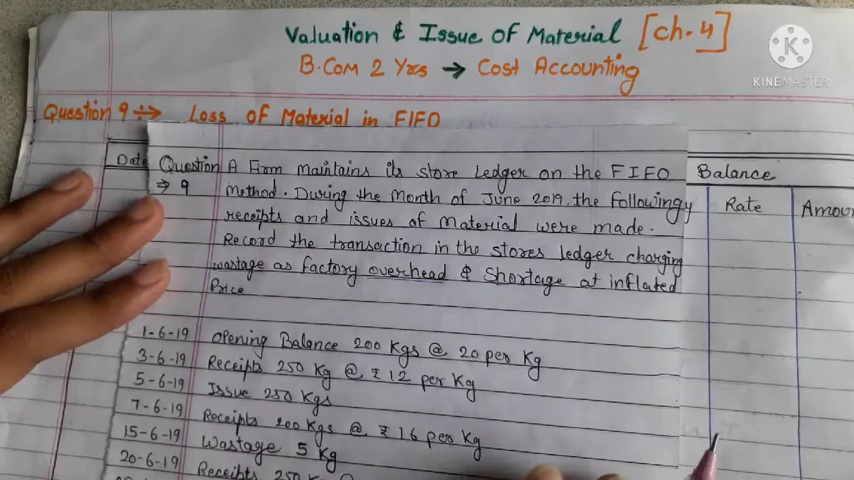 Valuation & Issue Of Material [ch.4]
K
KINEMASTER
B.Com 2 Yrs → Cost Accounting
Question 9 ÷→ Loss Of Material in FIFO
Date
Balance
Rate
Amoun
Question A Firm Maintains its store Ledger on the FIFO
⇒ 9 Method. During the Month of June 2019. the following
receipts and issues of Material were made.
Record the transaction in the stores ledger charging
wastage as factory overhead & Shortage at inflated
Price
1-6-19 Opening Balance 200 Kgs @ 20 per Kg
3-6-19 Receipts 250 Kg @ ₹12 per Kg
5-6-19 Issue 250 Kgs
7-6-19 Receipts 200 Kgs @ ₹16 per Kg
15-6-19 Wastage 5 Kg
20-6-19 Receipts 250